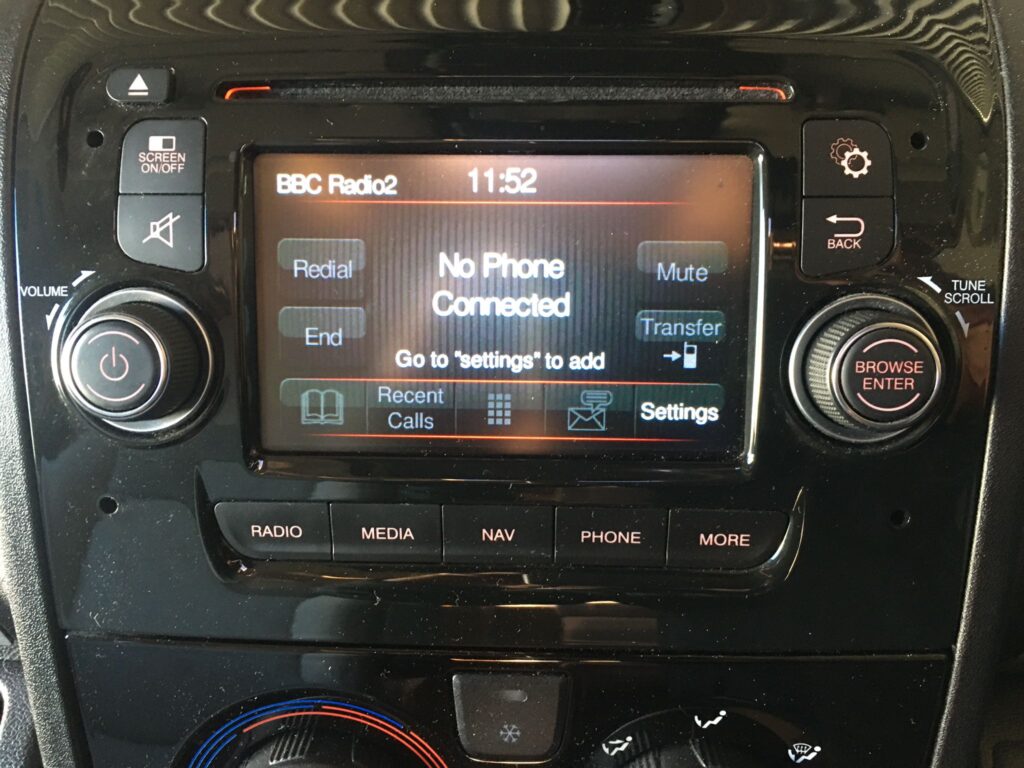 SCREEN
ON/OFF
VOLUME
BBC Radio2 11:52
Redial
End
No Phone
Connected
Go to "settings" to add
Mute
Transfer
Recent
Calls
Settings
BACK
TUNE
SCROLL
BROWSE
ENTER
RADIO MEDIA NAV PHONE MORE